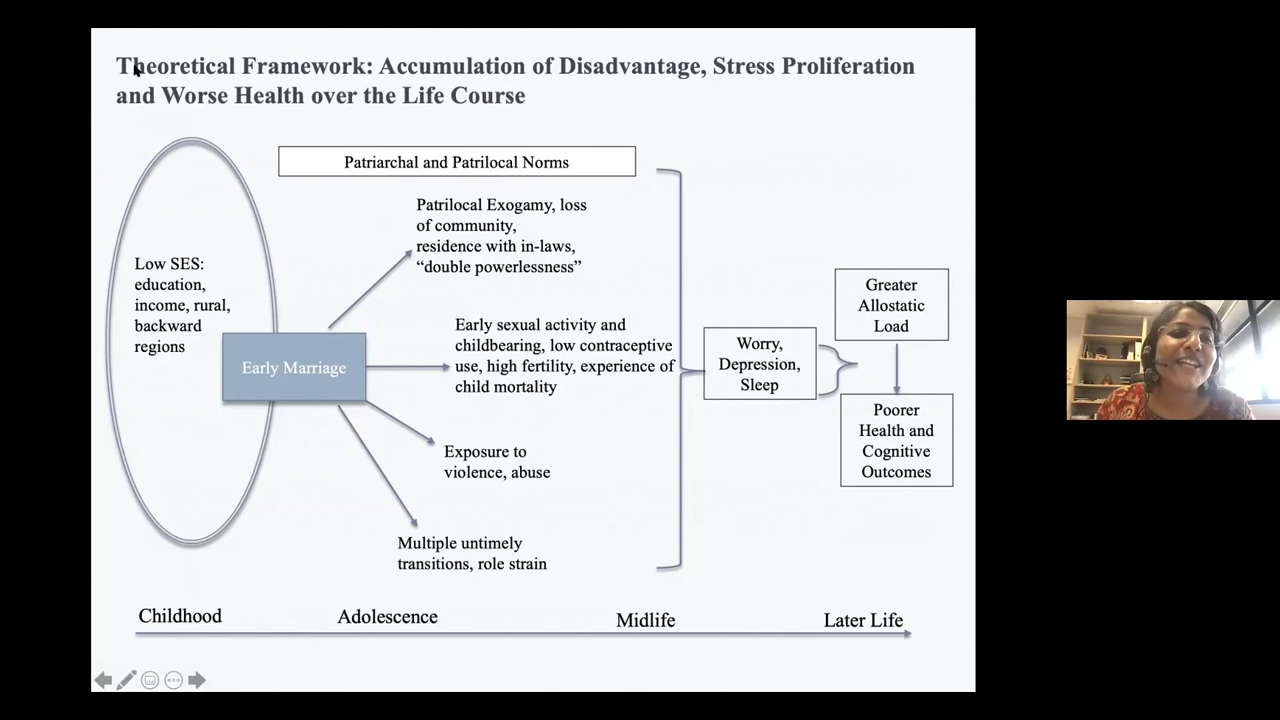 Theoretical Framework: Accumulation of Disadvantage, Stress Proliferation
and Worse Health over the Life Course
Patriarchal and Patrilocal Norms
Patrilocal Exogamy, loss
of community,
residence with in-laws,
“double powerlessness”
Low SES:
education,
income, rural,
backward
regions
Early Marriage
Early sexual activity and
childbearing, low contraceptive
use, high fertility, experience of
child mortality
Exposure to
violence, abuse
Multiple untimely
transitions, role strain
Worry,
Depression,
Sleep
Greater
Allostatic
Load
Poorer
Health and
Cognitive
Outcomes
Childhood
Adolescence
Midlife
Later Life